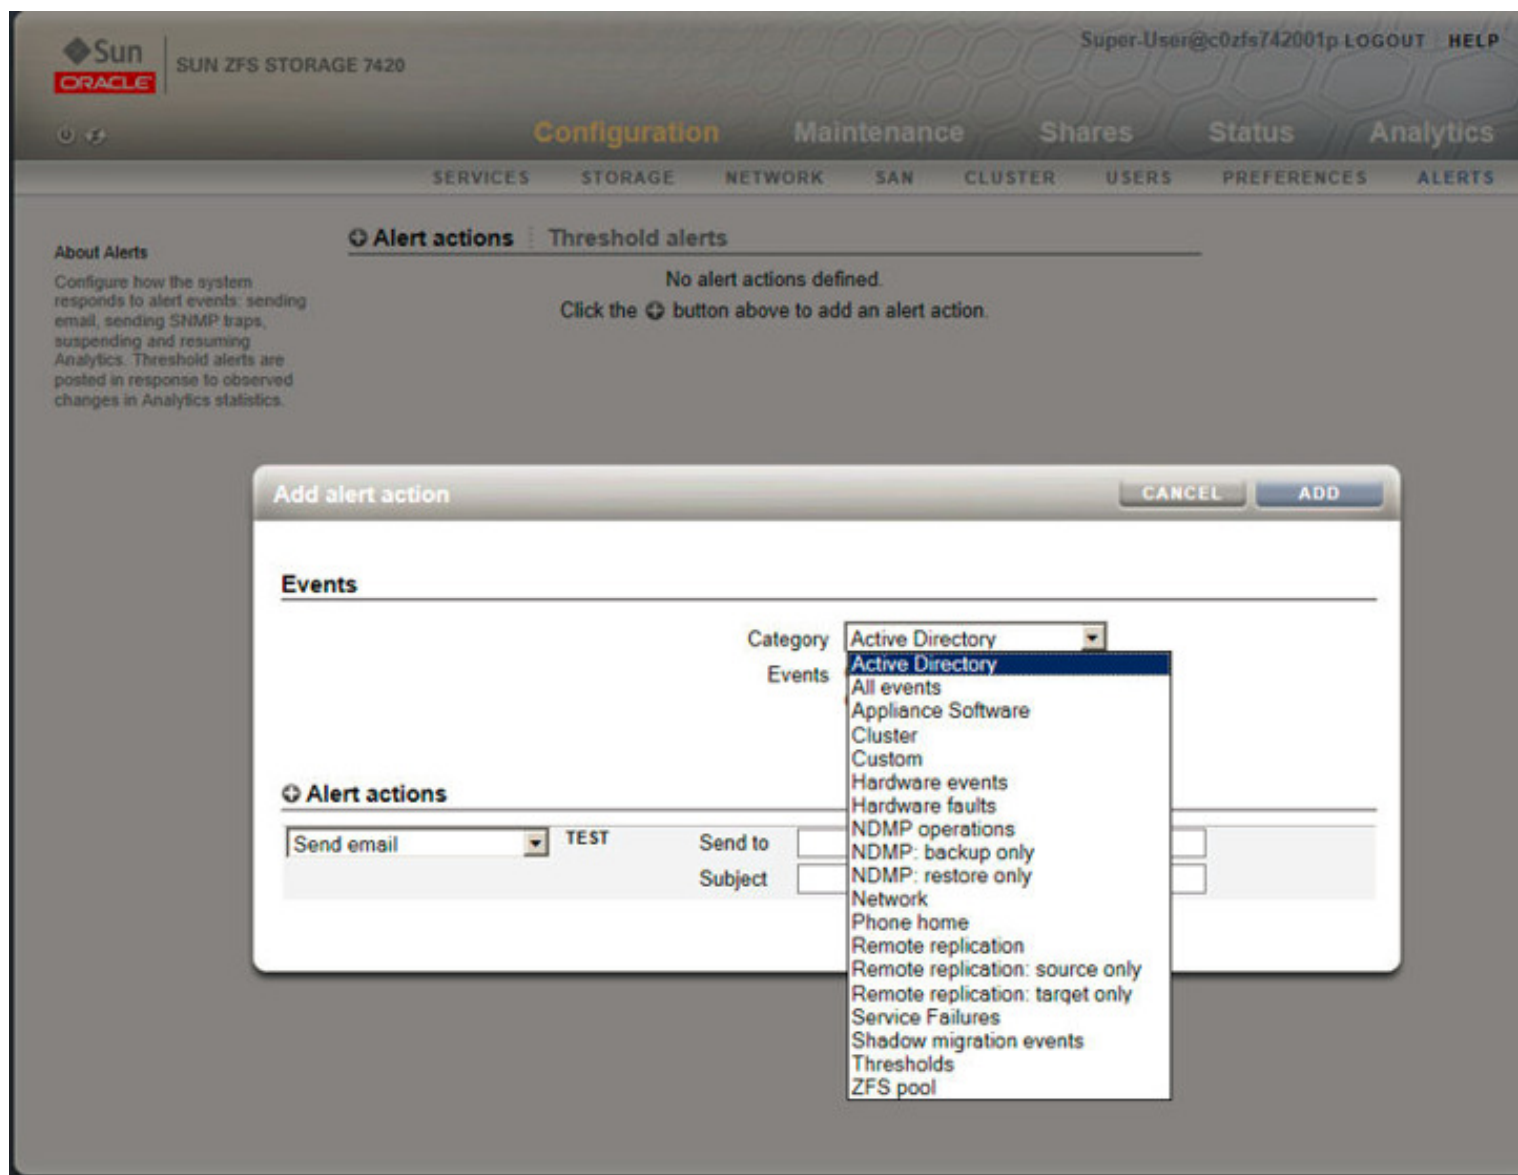 Sun
ORACLE
SUN ZFS STORAGE 7420
Super-User@c0zfs742001p LOGOUT HELP
Configuration Maintenance Shares Status Analytics
SERVICES STORAGE NETWORK SAN CLUSTER USERS PREFERENCES ALERTS
About Alerts
Configure how the system
responds to alert events: sending
email, sending SNMP traps,
suspending and resuming
Analytics. Threshold alerts are
posted in response to observed
changes in Analytics statistics.
Alert actions Threshold alerts
No alert actions defined.
Click the button above to add an alert action.
Add alert action CANCEL ADD
Events
Category Active Directory
Events
Active Directory
All events
Appliance Software
Cluster
Custom
Hardware events
Hardware faults
NDMP operations
NDMP: backup only
NDMP: restore only
Network
Phone home
Remote replication
Remote replication: source only
Remote replication: target only
Service Failures
Shadow migration events
Thresholds
ZFS pool
Alert actions
Send email TEST Send to
Subject